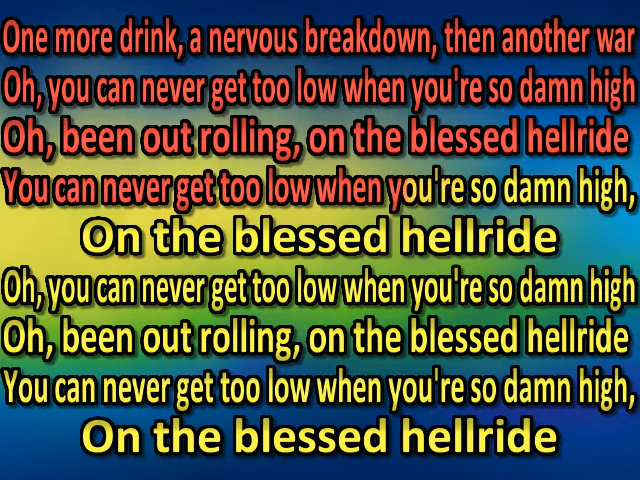 One more drink, a nervous breakdown, then another war
Oh, you can never get too low when you're so damn high
Oh, been out rolling, on the blessed hellride
You can never get too low when you're so damn high,
On the blessed hellride
Oh, you can never get too low when you're so damn high
Oh, been out rolling, on the blessed hellride
You can never get too low when you're so damn high,
On the blessed hellride